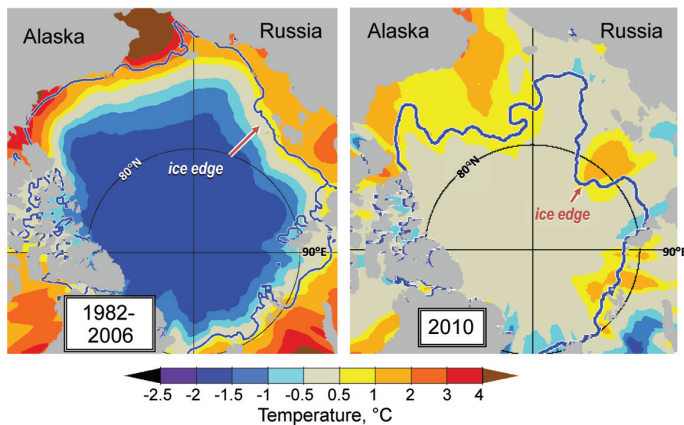 Alaska
Russia
ice edge
80°N
90°E
1982-
2006
Alaska
Russia
80°N
ice edge
90°E
2010
-2.5 -2 -1.5 -1 -0.5 0.5 1 2 3 4
Temperature, °C